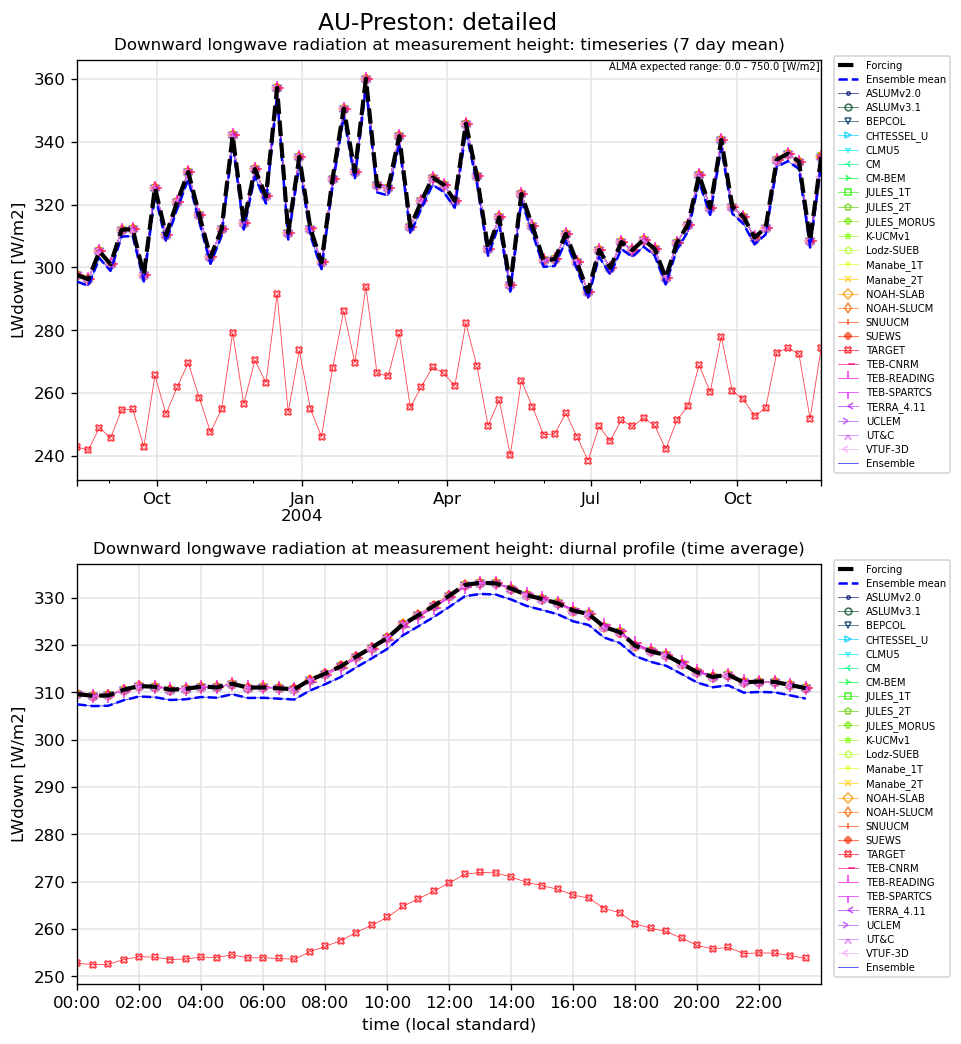 AU-Preston: detailed
Downward longwave radiation at measurement height: timeseries (7 day mean)
ALMA expected range: 0.0 - 750.0 [W/m2]
LWdown [W/m2]
360
340
320
300
280
260
240
Oct
Jan
2004
Apr
Jul
Oct
Forcing
Ensemble mean
ASLUMv2.0
ASLUMv3.1
BEPCOL
CHTESSEL_U
CLMU5
CM
CM-BEM
JULES_1T
JULES_2T
JULES_MORUS
K-UCMv1
Lodz-SUEB
Manabe_1T
Manabe_2T
NOAH-SLAB
NOAH-SLUCM
SNUUCM
SUEWS
TARGET
TEB-CNRM
TEB-READING
TEB-SPARTCS
TERRA_4.11
UCLEM
UT&C
VTUF-3D
Ensemble
Downward longwave radiation at measurement height: diurnal profile (time average)
LWdown [W/m2]
330
320
310
300
290
280
270
260
250
00:00
02:00
04:00
06:00
08:00
10:00
12:00
14:00
16:00
18:00
20:00
22:00
time (local standard)
Forcing
Ensemble mean
ASLUMv2.0
ASLUMv3.1
BEPCOL
CHTESSEL_U
CLMU5
CM
CM-BEM
JULES_1T
JULES_2T
JULES_MORUS
K-UCMv1
Lodz-SUEB
Manabe_1T
Manabe_2T
NOAH-SLAB
NOAH-SLUCM
SNUUCM
SUEWS
TARGET
TEB-CNRM
TEB-READING
TEB-SPARTCS
TERRA_4.11
UCLEM
UT&C
VTUF-3D
Ensemble